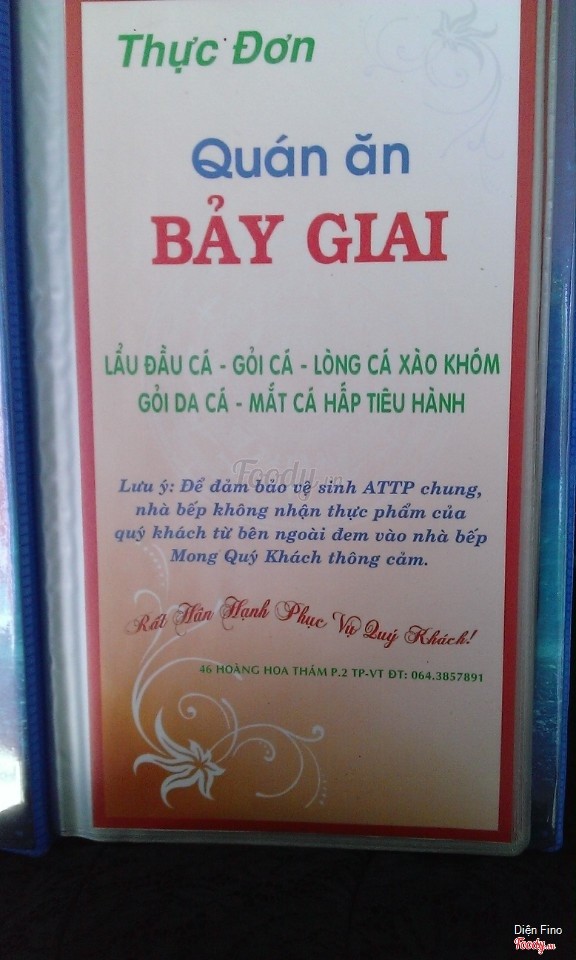 Thực Đơn
Quán ăn
BẢY GIAI
LẨU ĐẦU CÁ - GỎI CÁ - LÒNG CÁ XÀO KHÓM
GỎI DA CÁ - MẮT CÁ HẤP TIÊU HÀNH
Foody.vn
Lưu ý: Để đảm bảo vệ sinh ATTP chung,
nhà bếp không nhận thực phẩm của
quý khách từ bên ngoài đem vào nhà bếp
Mong Quý Khách thông cảm.
Rất Hân Hạnh Phục Vụ Quý Khách!
46 HOÀNG HOA THÁM P.2 TP-VT ĐT: 064.3857891
Diện Fino
Foody.vn